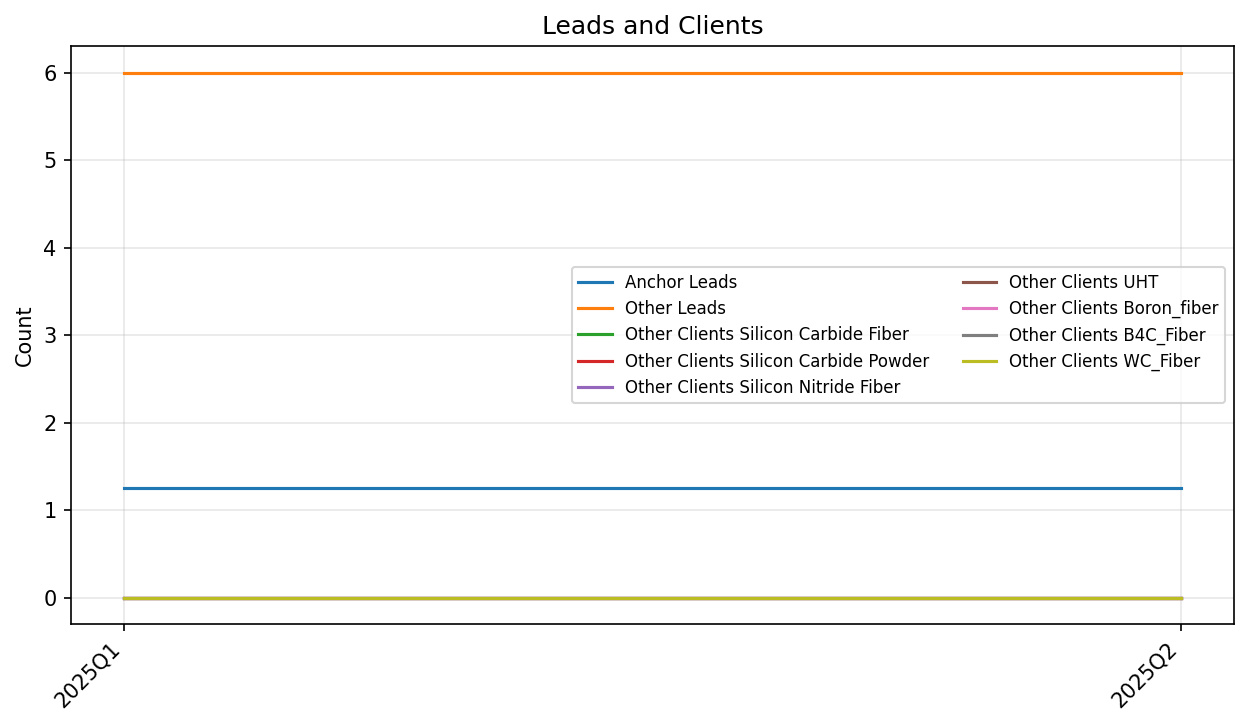 Leads and Clients
6
5
4
3
2
1
0
Count
Anchor Leads
Other Leads
Other Clients Silicon Carbide Fiber
Other Clients Silicon Carbide Powder
Other Clients Silicon Nitride Fiber
Other Clients UHT
Other Clients Boron_fiber
Other Clients B4C_Fiber
Other Clients WC_Fiber
2025Q1
2025Q2